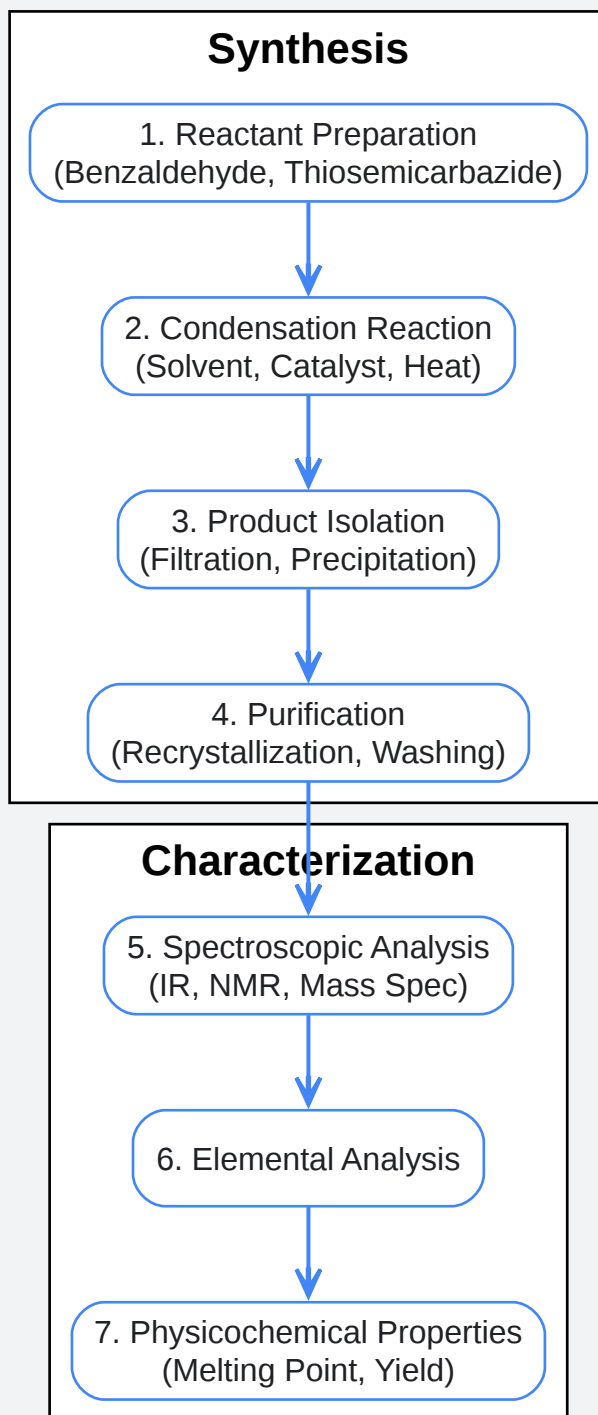 Synthesis
1. Reactant Preparation
(Benzaldehyde, Thiosemicarbazide)
2. Condensation Reaction
(Solvent, Catalyst, Heat)
3. Product Isolation
(Filtration, Precipitation)
4. Purification
(Recrystallization, Washing)
Characterization
5. Spectroscopic Analysis
(IR, NMR, Mass Spec)
6. Elemental Analysis
7. Physicochemical Properties
(Melting Point, Yield)